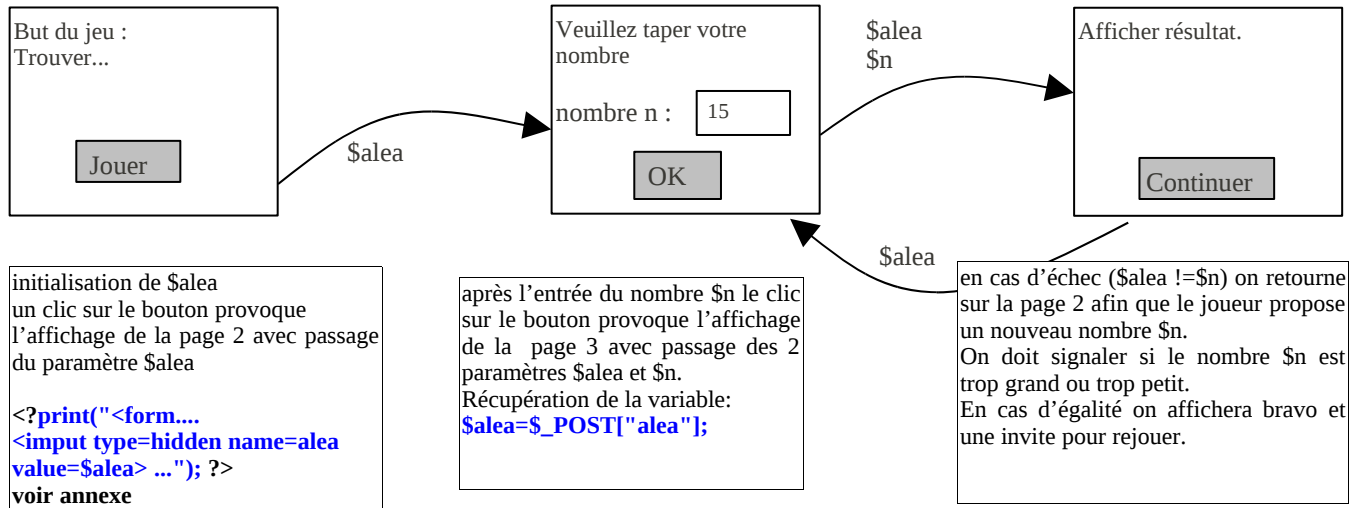 But du jeu :
Trouver...
Jouer
$alea
Veuillez taper votre
nombre
nombre n :
15
OK
$alea
$n
Afficher résultat.
Continuer
$alea
initialisation de $alea
un clic sur le bouton provoque
l’affichage de la page 2 avec passage
du paramètre $alea
<?print("<form....
<imput type=hidden name=alea
value=$alea> ..."); ?>
voir annexe
après l’entrée du nombre $n le clic
sur le bouton provoque l’affichage
de la page 3 avec passage des 2
paramètres $alea et $n.
Récupération de la variable:
$alea=$_POST["alea"];
en cas d’échec ($alea !=$n) on retourne
sur la page 2 afin que le joueur propose
un nouveau nombre $n.
On doit signaler si le nombre $n est
trop grand ou trop petit.
En cas d’égalité on affichera bravo et
une invite pour rejouer.